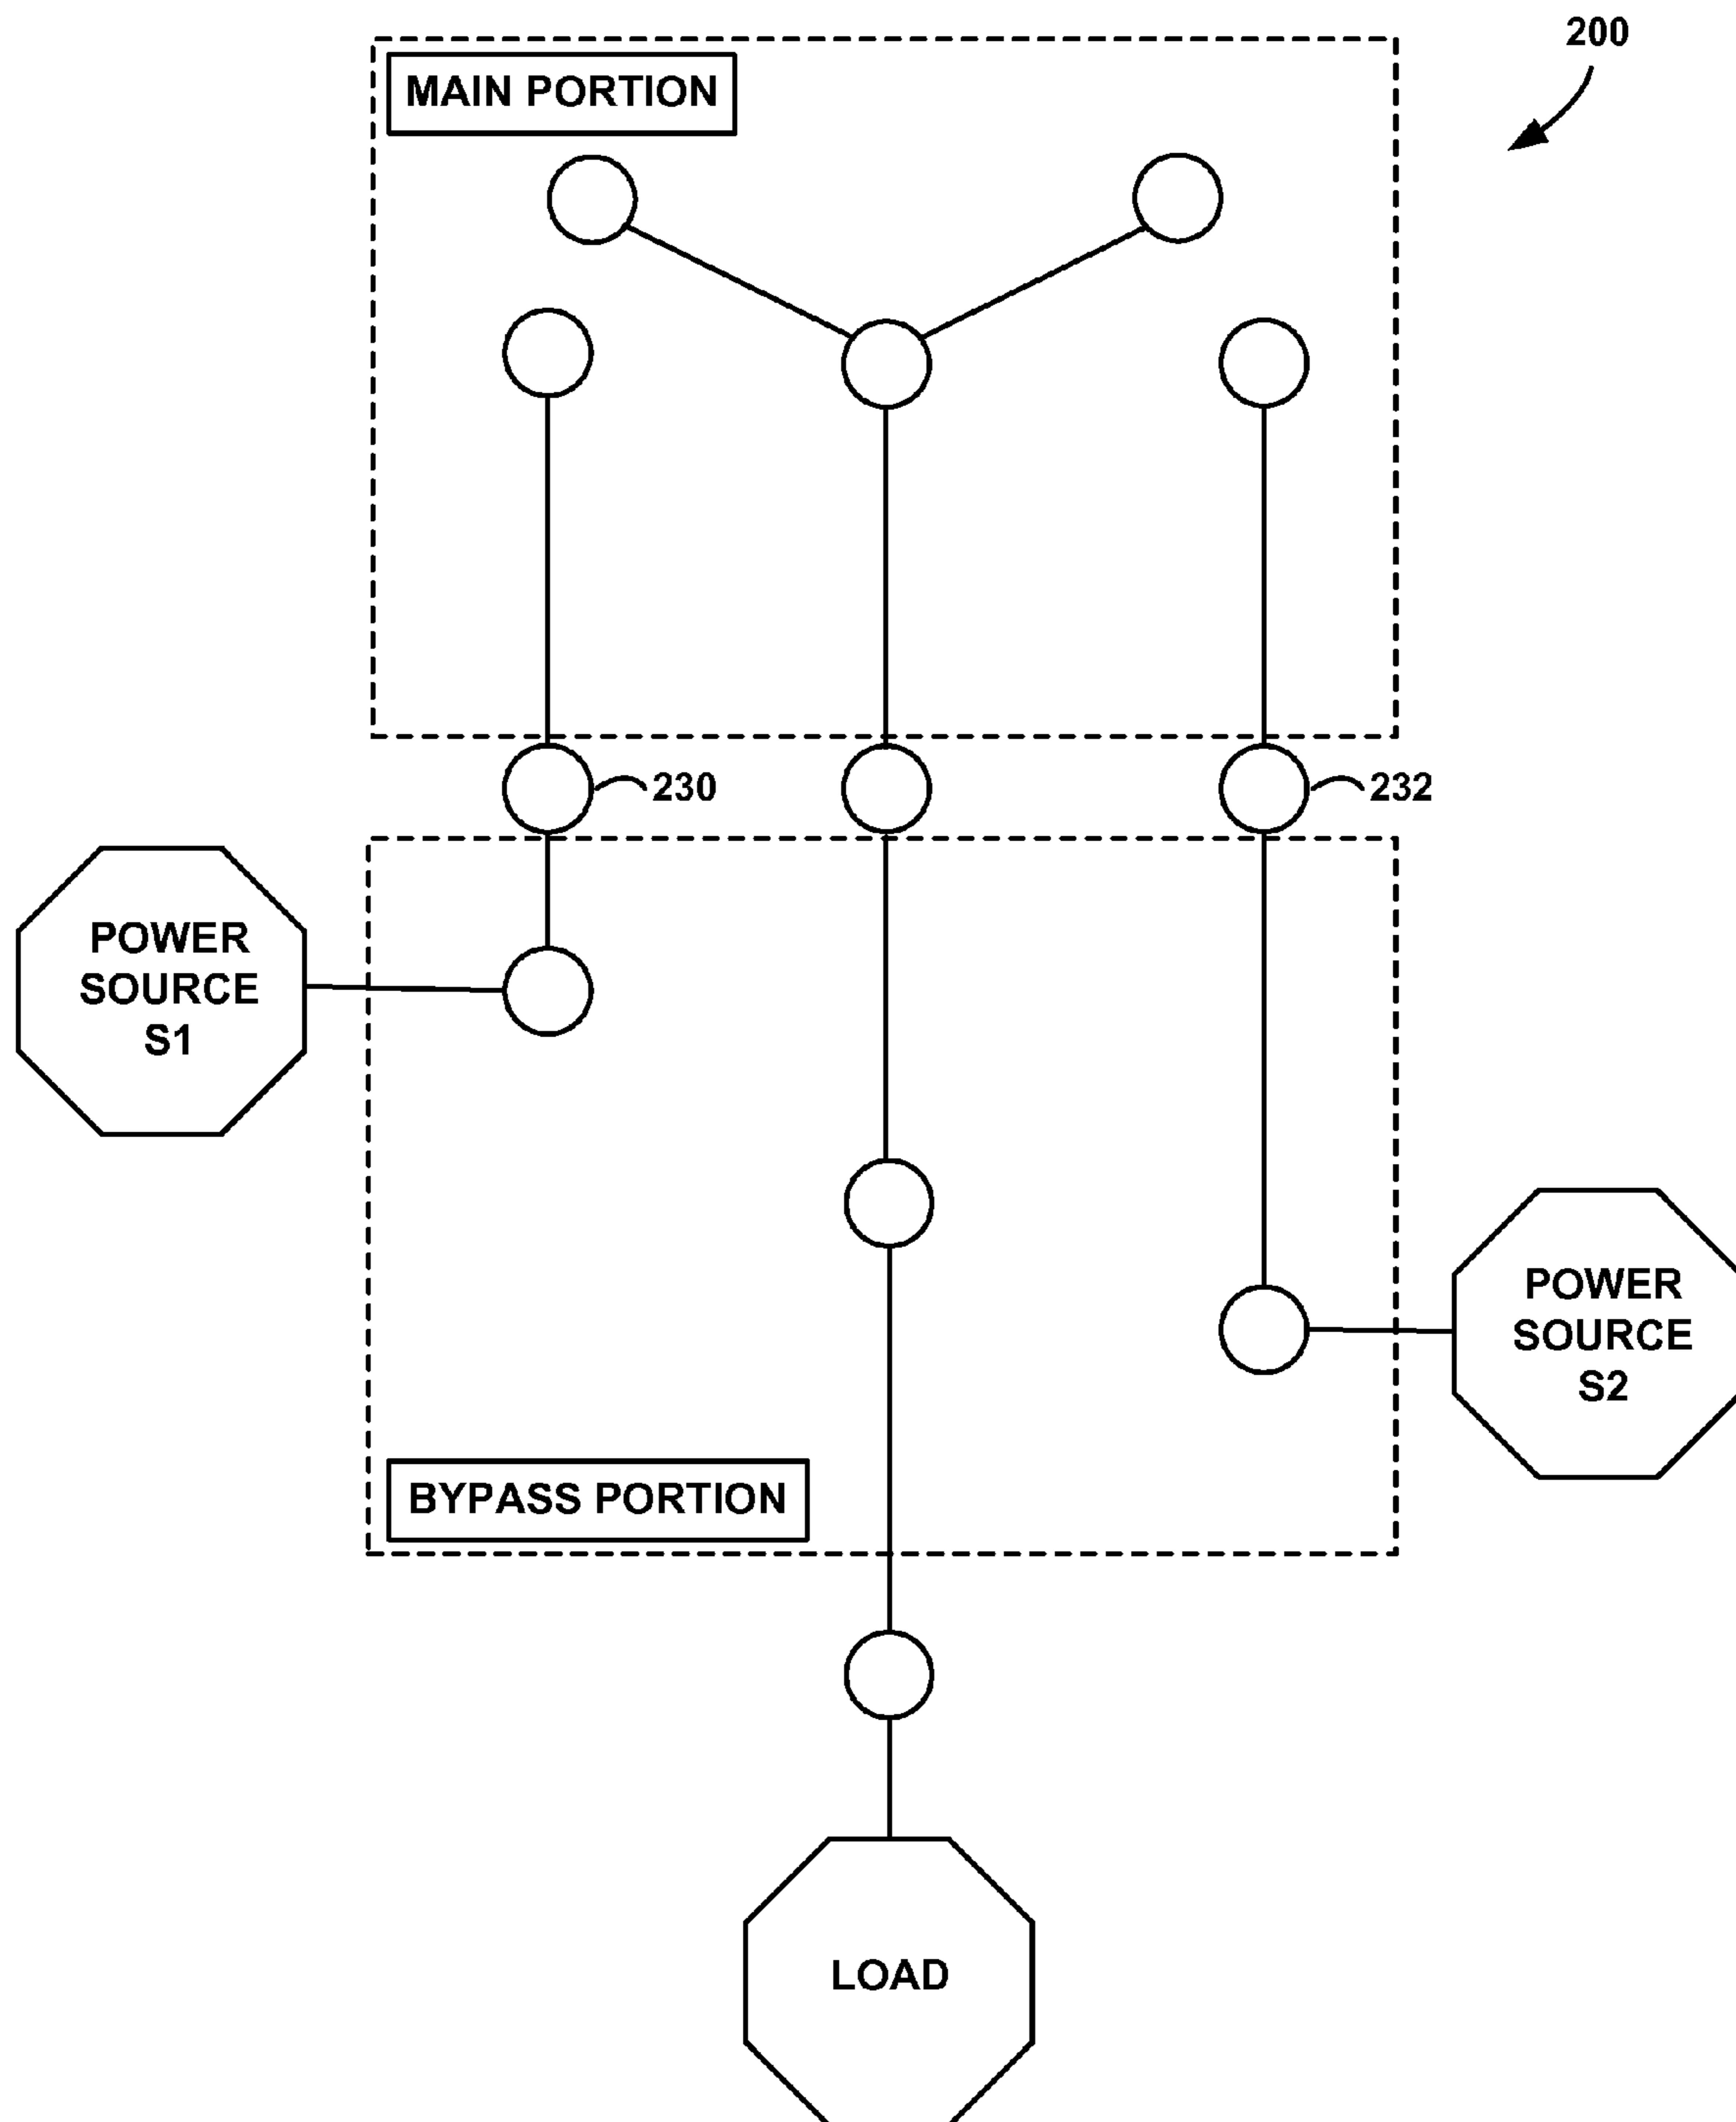 200
MAIN PORTION
230
232
POWER
SOURCE
S1
POWER
SOURCE
S2
BYPASS PORTION
LOAD